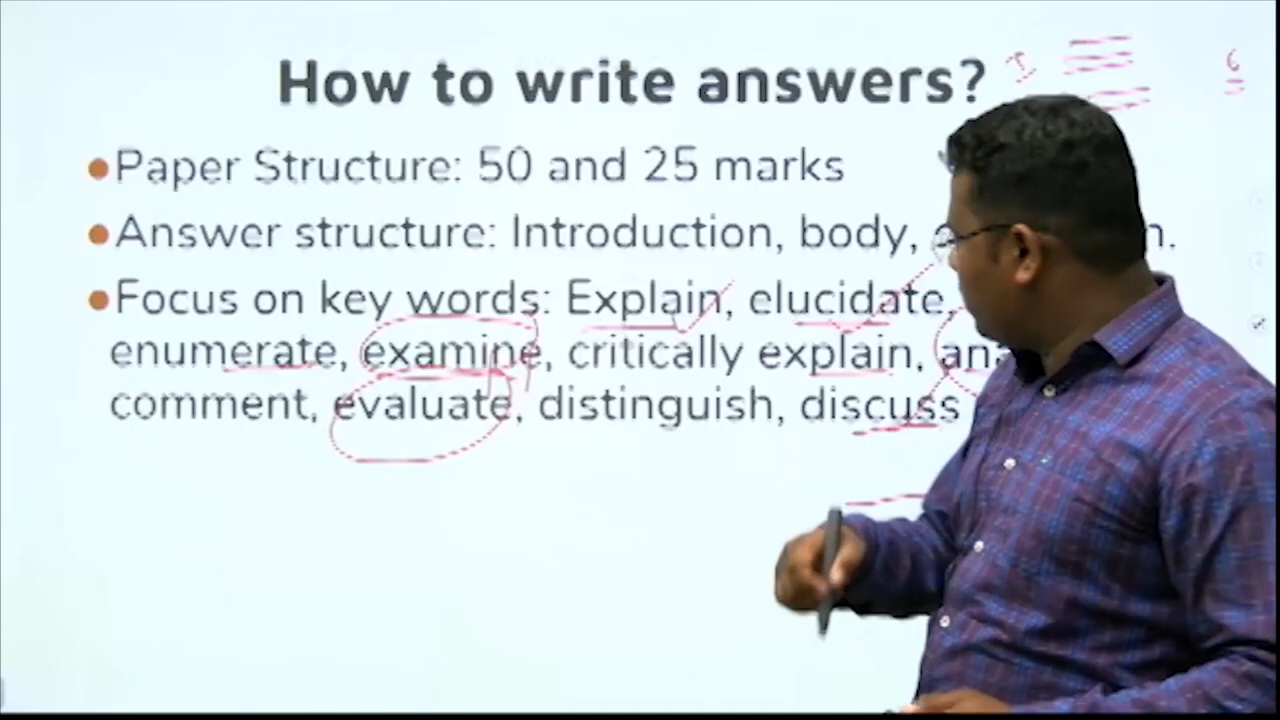 How to write answers? I 6
Paper Structure: 50 and 25 marks
Answer structure: Introduction, body,
Focus on key words: Explain, elucidate,
enumerate, examine, critically explain,
comment, evaluate, distinguish, discuss